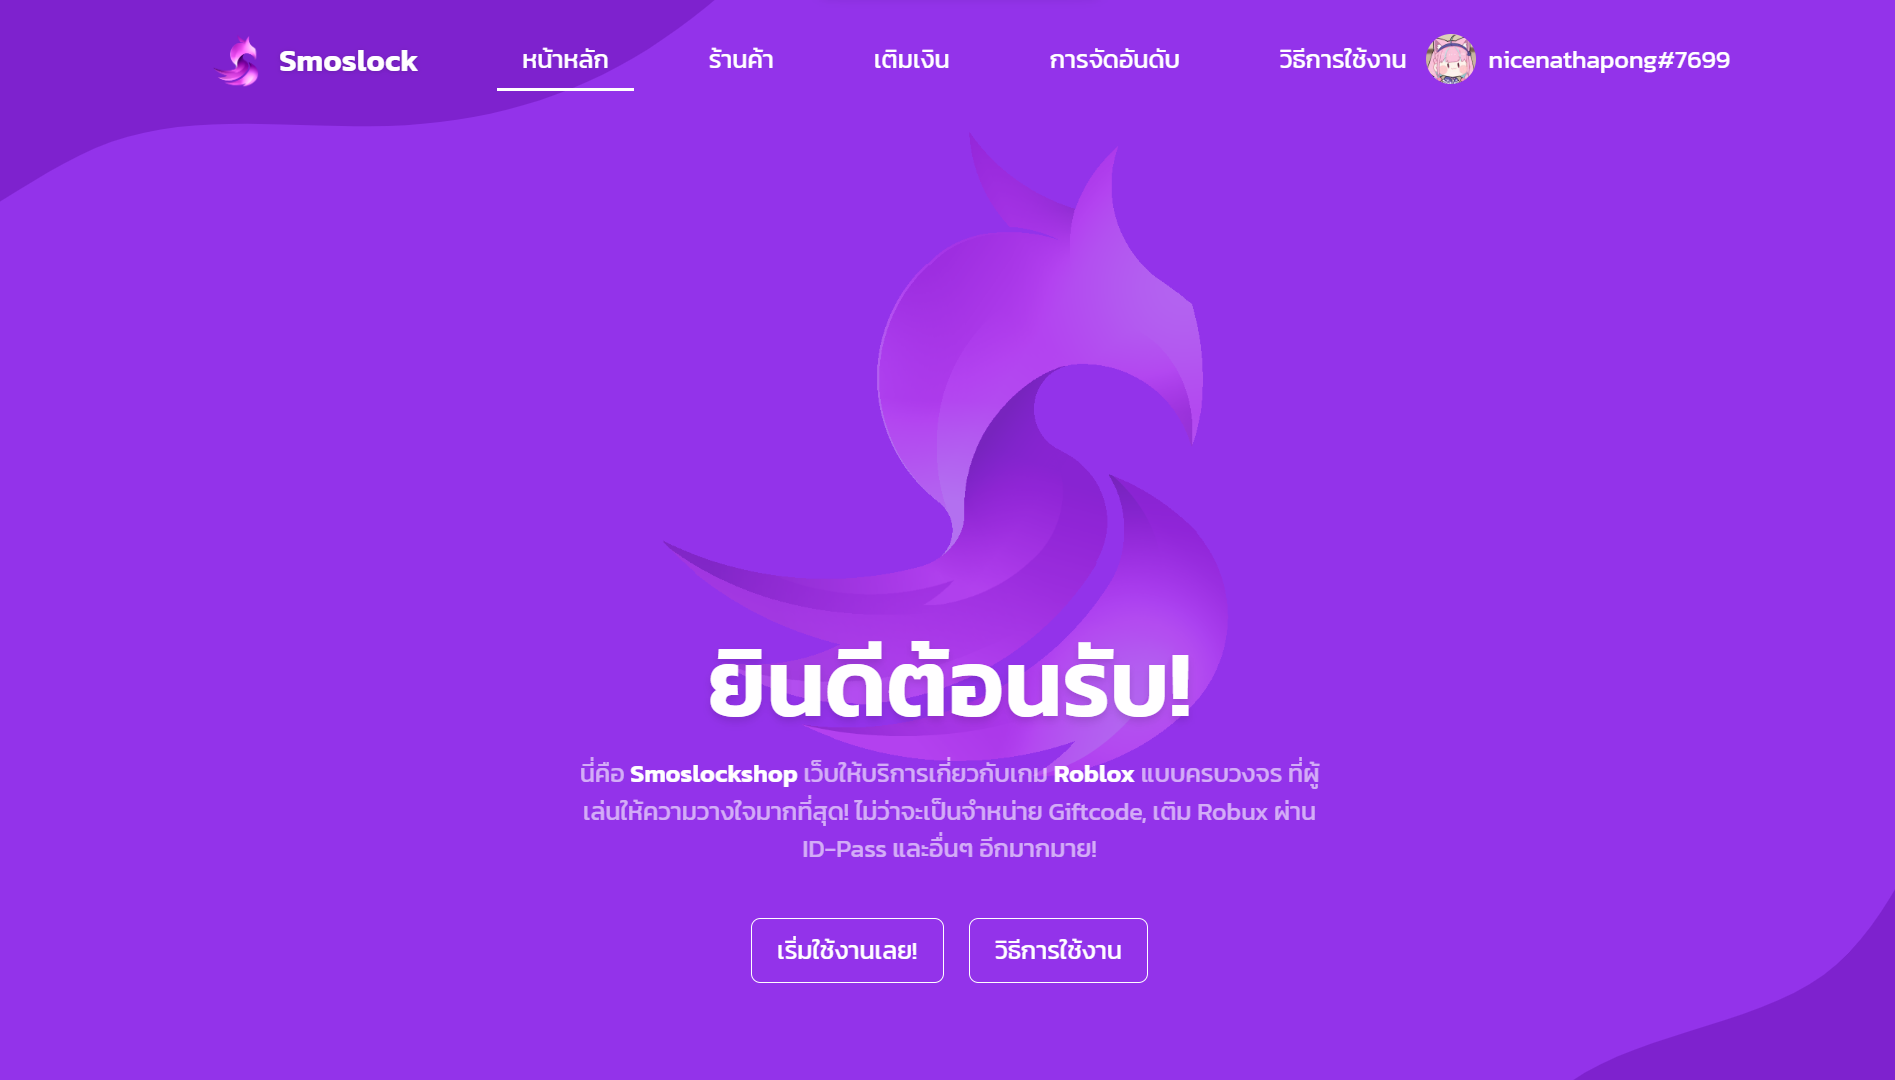 Smoslock หน้าหลัก ร้านค้า เติมเงิน การจัดอันดับ วิธีการใช้งาน nicenathapong#7699
ยินดีต้อนรับ!
นี่คือ Smoslockshop เว็บให้บริการเกี่ยวกับเกม Roblox แบบครบวงจร ที่ผู้
เล่นให้ความวางใจมากที่สุด! ไม่ว่าจะเป็นจำหน่าย Giftcode, เติม Robux ผ่าน
ID-Pass และอื่นๆ อีกมากมาย!
เริ่มใช้งานเลย! วิธีการใช้งาน